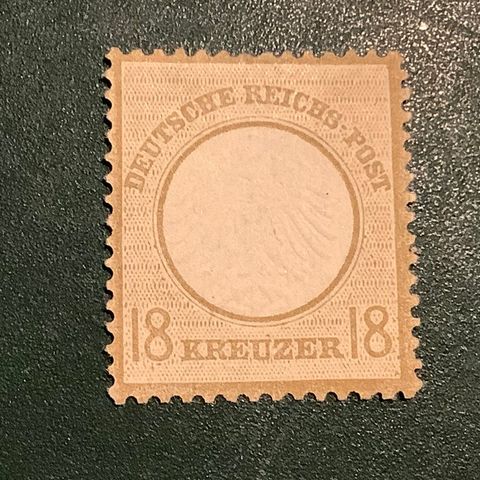 DEUTSCHE REICHS-POST
18 KREUZER 18